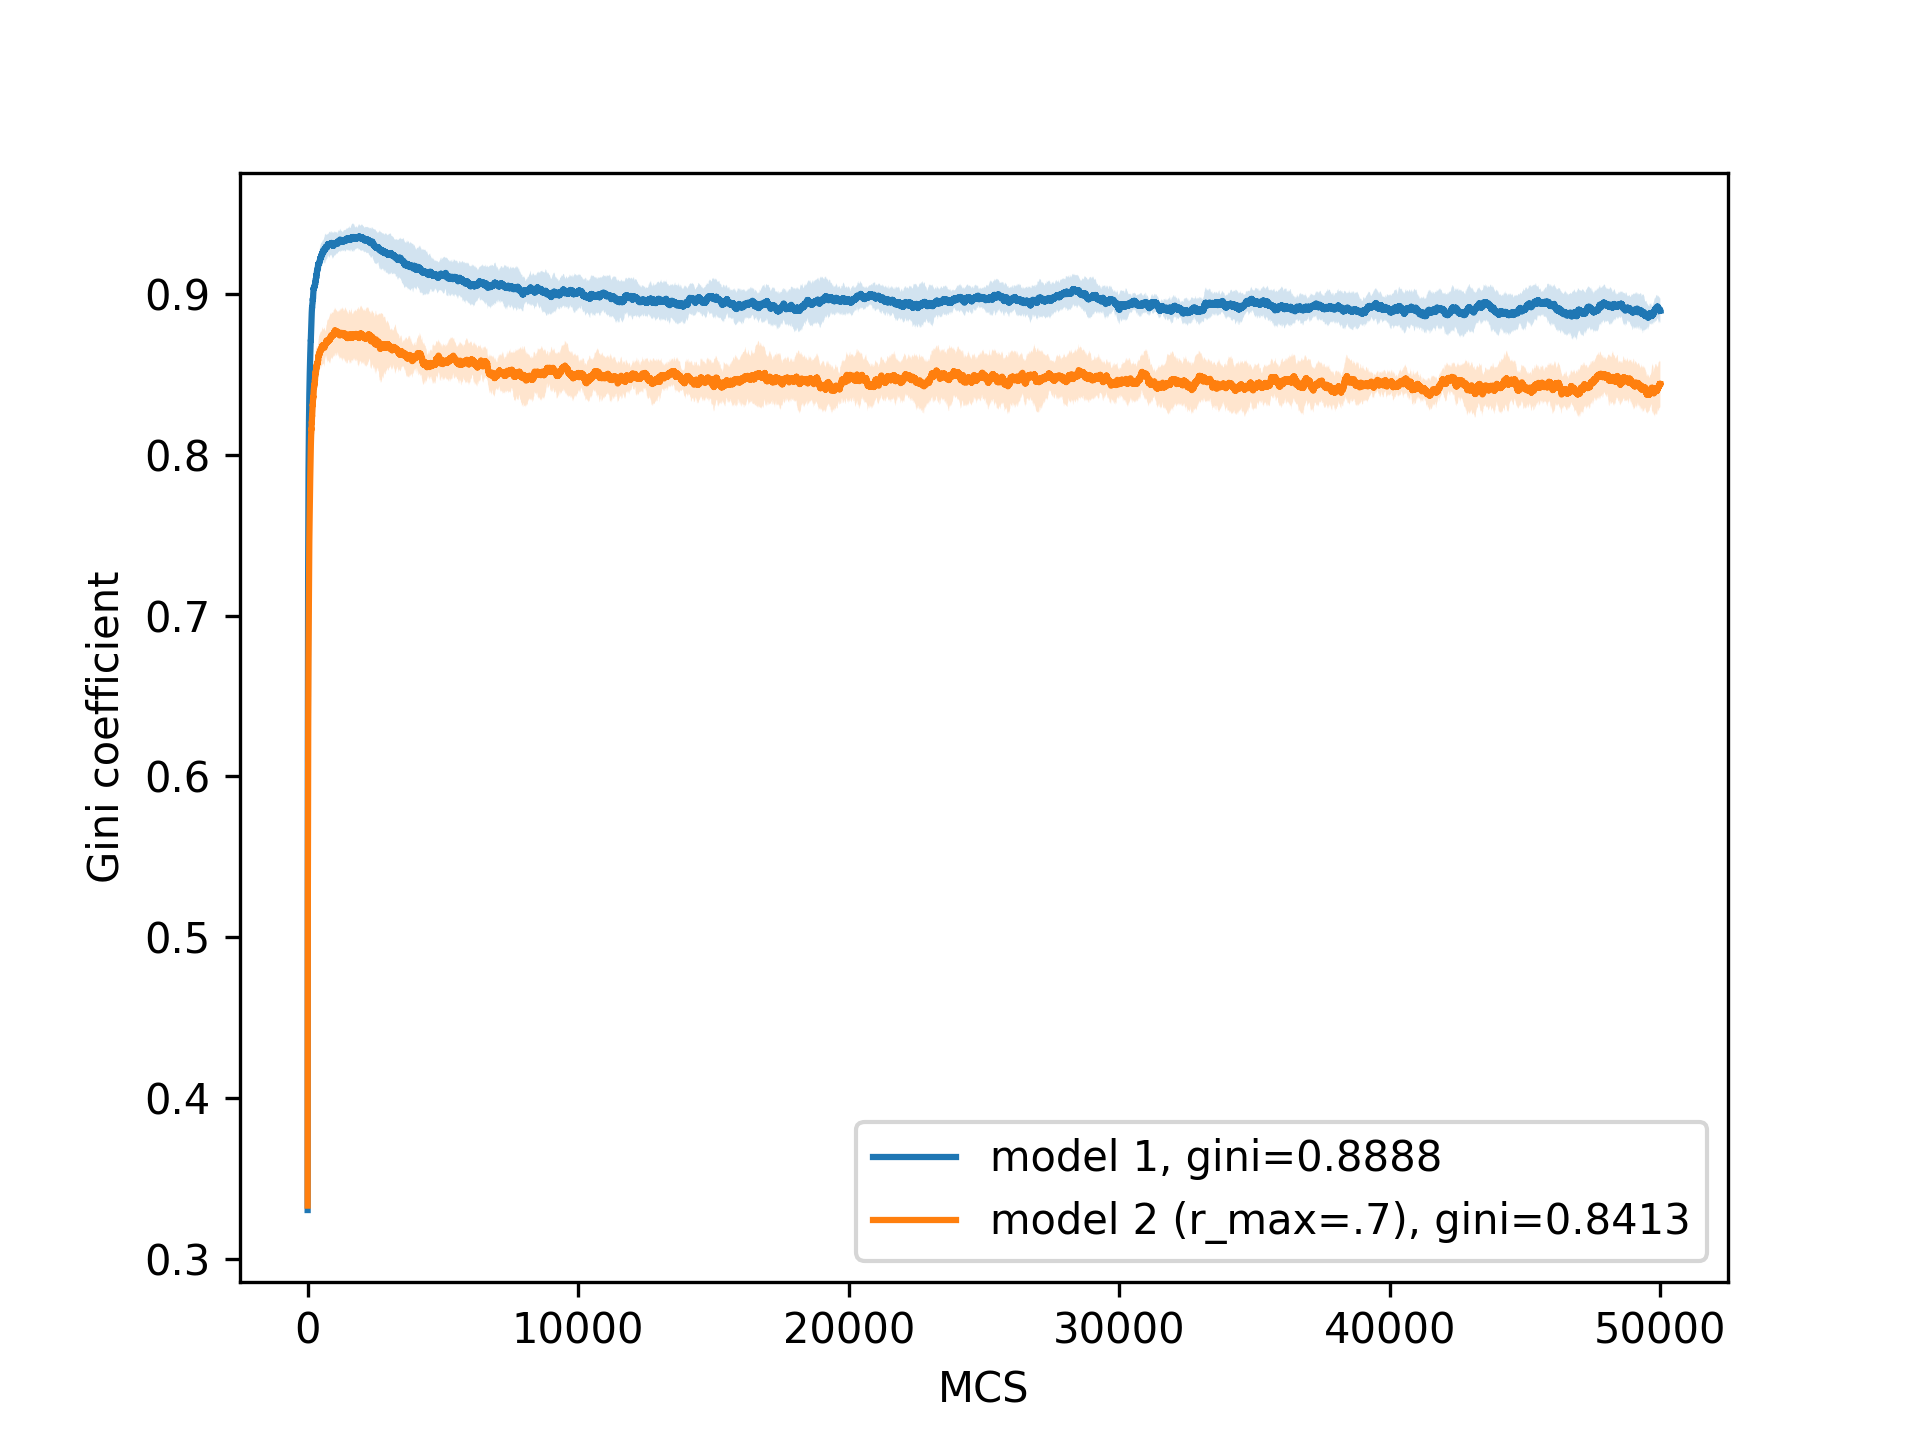 0.9
0.8
0.7
0.6
0.5
0.4
0.3
Gini coefficient
model 1, gini=0.8888
model 2 (r_max=.7), gini=0.8413
0 10000 20000 30000 40000 50000
MCS